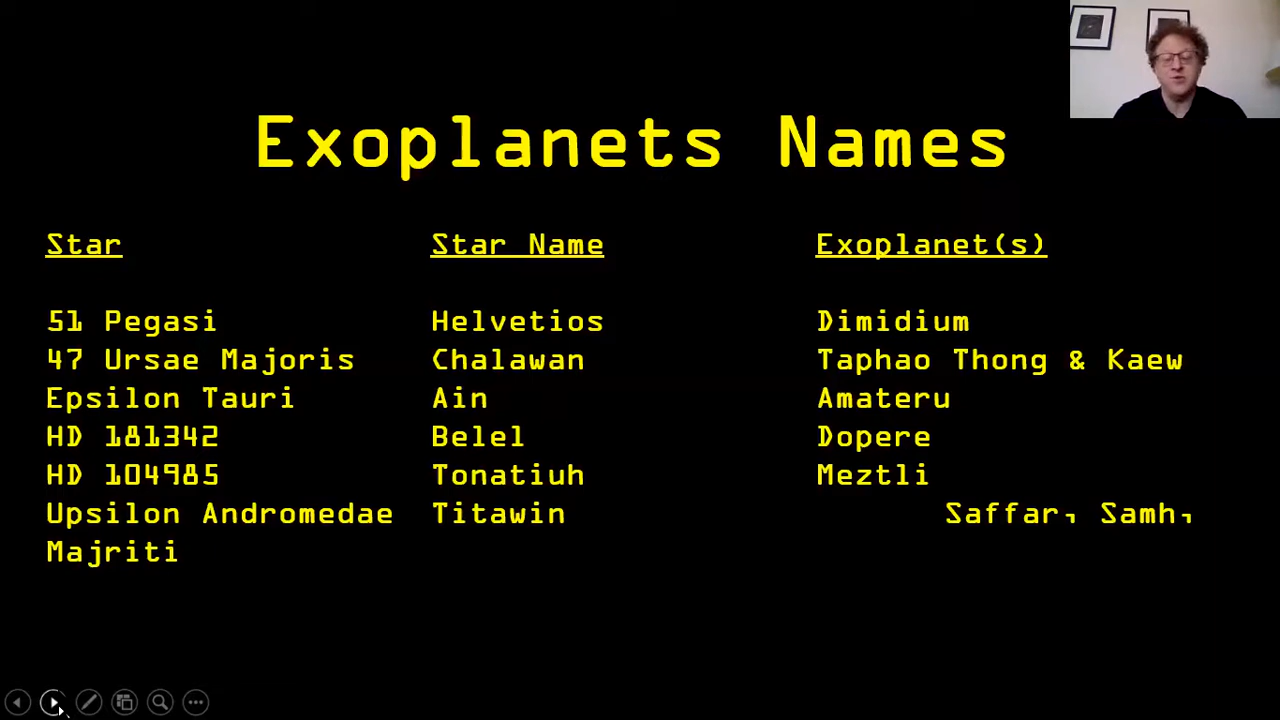 Exoplanets Names
Star Star Name Exoplanet(s)
51 Pegasi Helvetios Dimidium
47 Ursae Majoris Chalawan Taphao Thong & Kaew
Epsilon Tauri Ain Amateru
HD 181342 Belel Dopere
HD 104985 Tonatiuh Meztli
Upsilon Andromedae Titawin Saffar, Samh,
Majriti